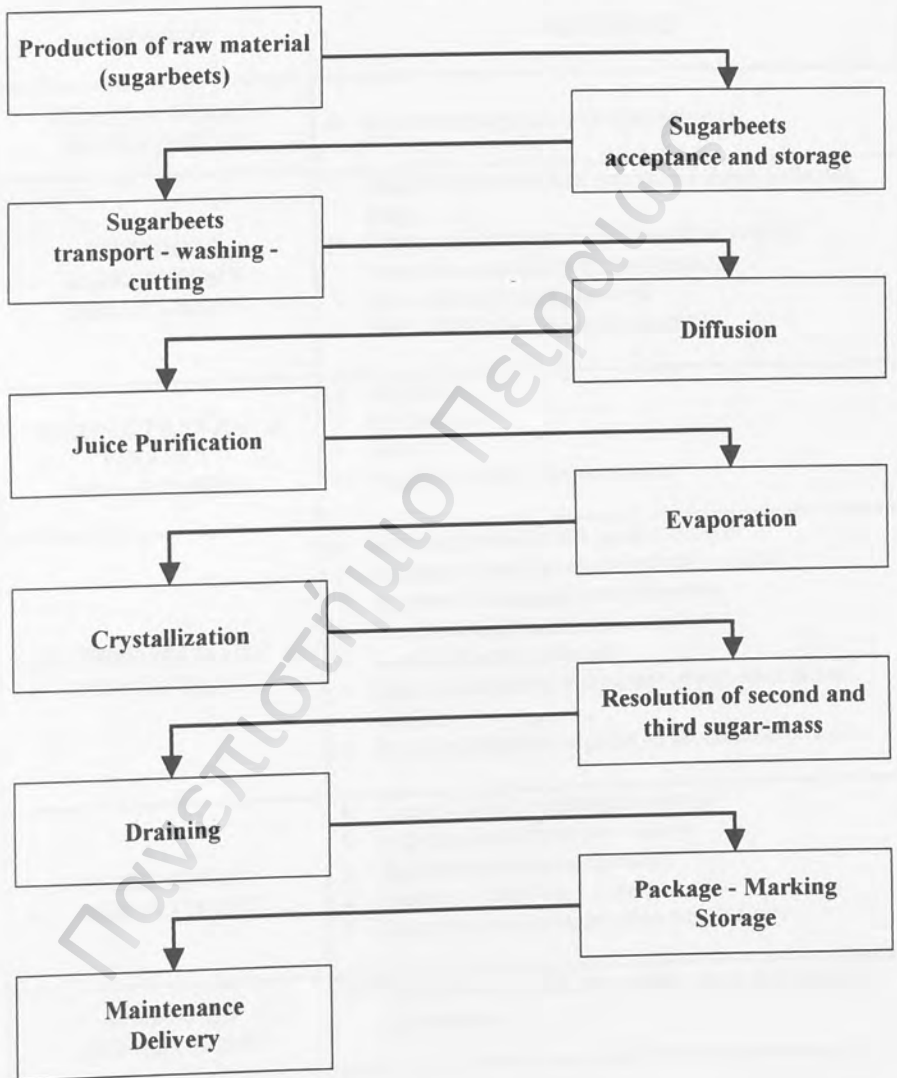 Production of raw material
(sugarbeets)
Sugarbeets
acceptance and storage
Sugarbeets
transport - washing -
cutting
Diffusion
Juice Purification
Evaporation
Crystallization
Resolution of second and
third sugar-mass
Draining
Package - Marking
Storage
Maintenance
Delivery
Πανεπιστήμιο Πειραιώς